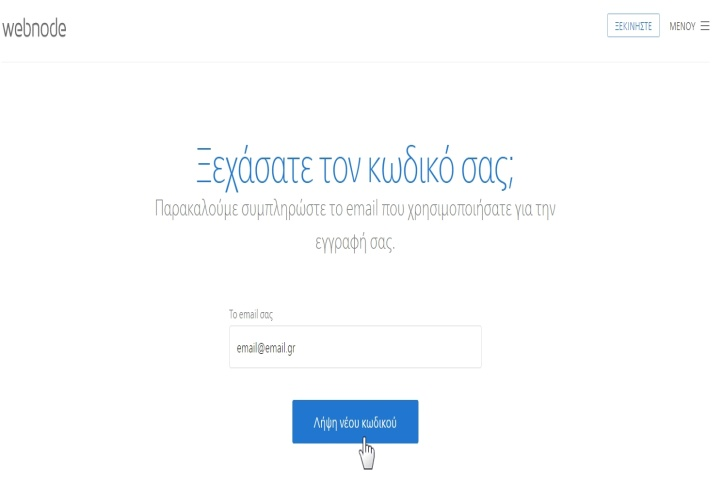 webnode
ΞΕΚΙΝΗΣΤΕ
ΜΕΝΟΥ
Ξεχάσατε τον κωδικό σας;
Παρακαλούμε συμπληρώστε το email που χρησιμοποιήσατε για την
εγγραφή σας.
Το email σας
email@email.gr
Λήψη νέου κωδικού